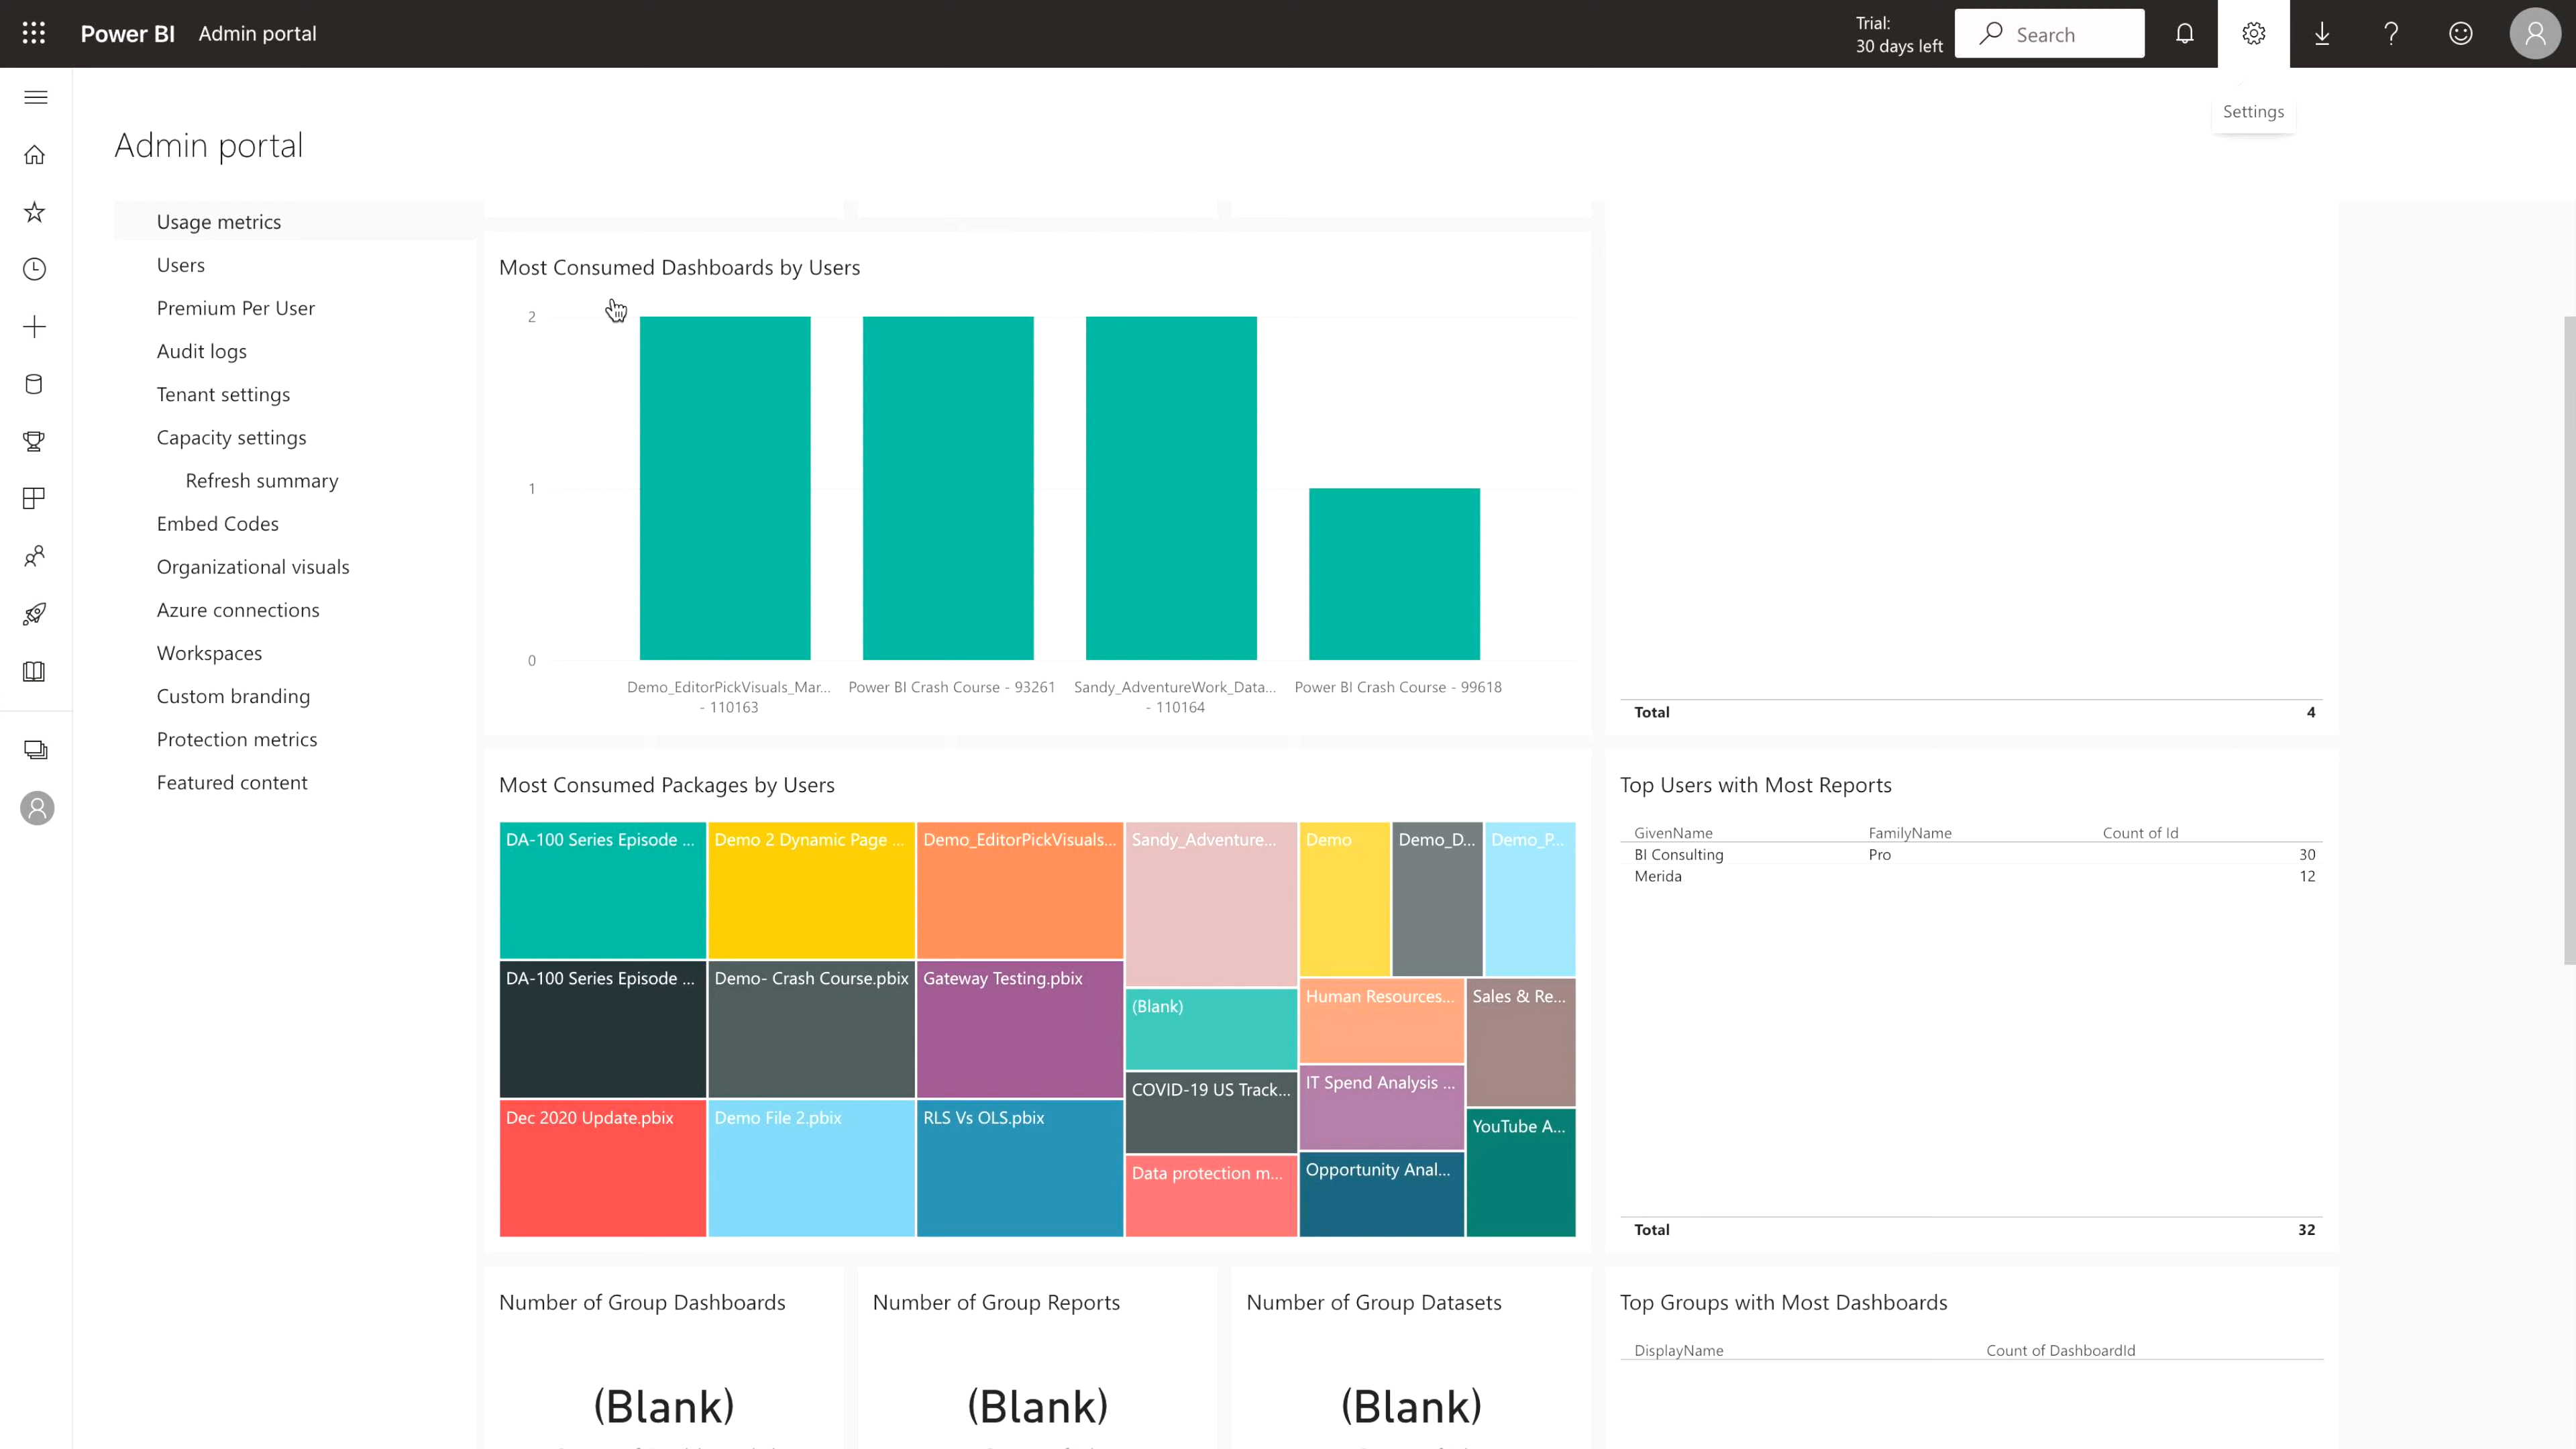 Power BI Admin portal
Trial:
30 days left
Search
Settings
Admin portal
Usage metrics
Users
Premium Per User
Audit logs
Tenant settings
Capacity settings
Refresh summary
Embed Codes
Organizational visuals
Azure connections
Workspaces
Custom branding
Protection metrics
Featured content
Most Consumed Dashboards by Users
2
1
0
Demo_EditorPickVisuals_Mar...
- 110163
Power BI Crash Course - 93261
Sandy_AdventureWork_Data...
- 110164
Power BI Crash Course - 99618
Total 4
Most Consumed Packages by Users
DA-100 Series Episode ...
Demo 2 Dynamic Page ...
Demo_EditorPickVisuals...
Sandy_Adventure...
Demo
Demo_D...
Demo_P...
DA-100 Series Episode ...
Demo- Crash Course.pbix
Gateway Testing.pbix
(Blank)
Human Resources...
Sales & Re...
COVID-19 US Track...
IT Spend Analysis ...
Dec 2020 Update.pbix
Demo File 2.pbix
RLS Vs OLS.pbix
YouTube A...
Data protection m...
Opportunity Anal...
Top Users with Most Reports
GivenName FamilyName Count of Id
BI Consulting Pro 30
Merida 12
Total 32
Number of Group Dashboards
(Blank)
Number of Group Reports
(Blank)
Number of Group Datasets
(Blank)
Top Groups with Most Dashboards
DisplayName Count of DashboardId